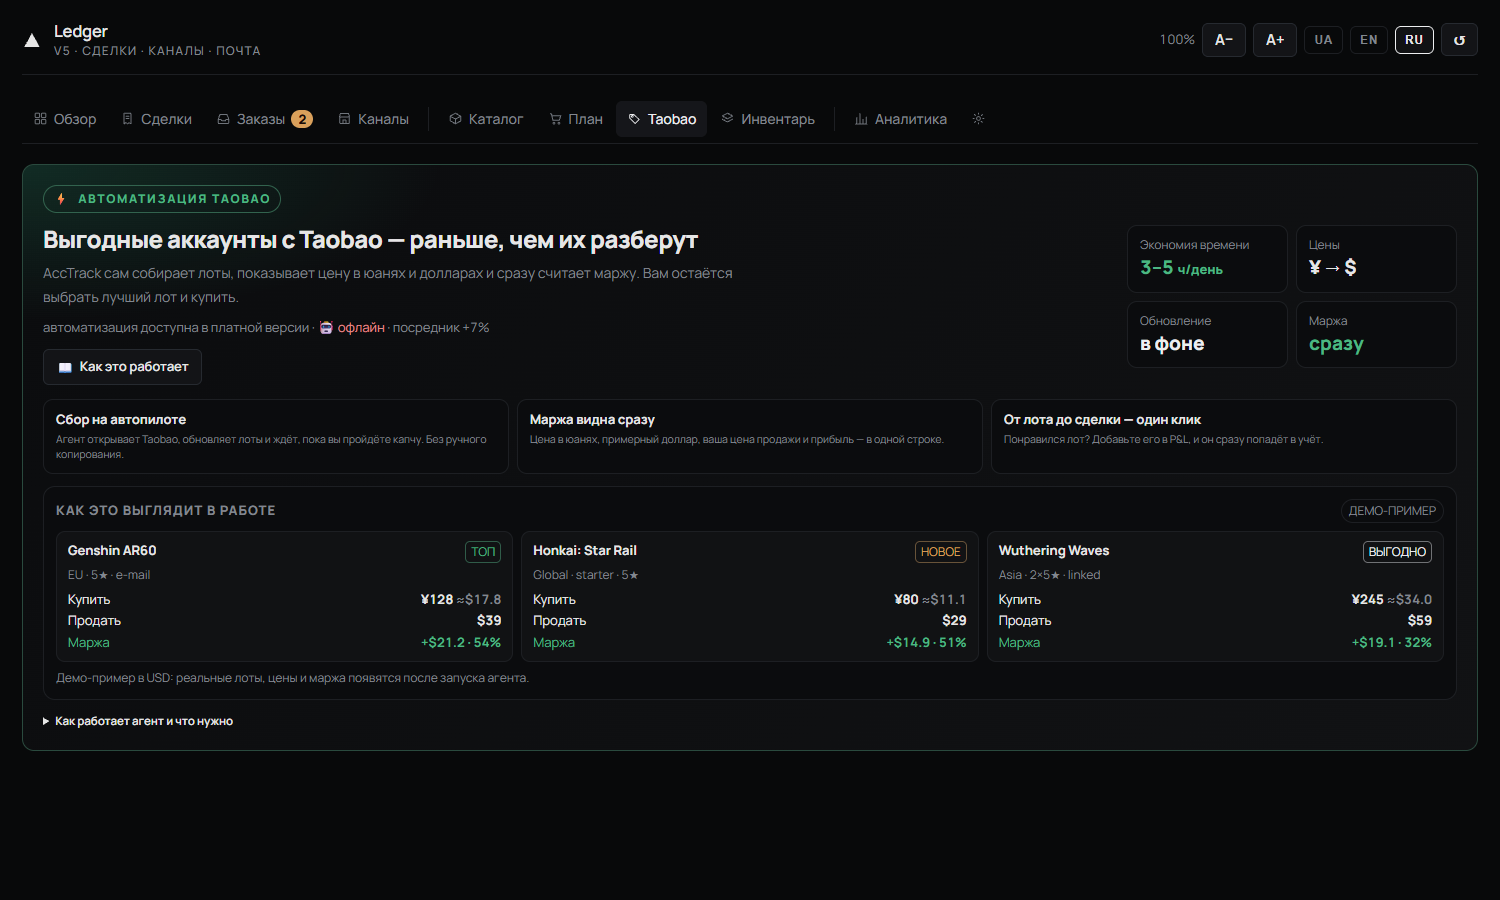 Ledger
V5 · СДЕЛКИ · КАНАЛЫ · ПОЧТА
100% A− A+ UA EN RU ↺
Обзор Сделки Заказы 2 Каналы Каталог План Taobao Инвентарь Аналитика
АВТОМАТИЗАЦИЯ TAOBAO
Выгодные аккаунты с Taobao — раньше, чем их разберут
AccTrack сам собирает лоты, показывает цену в юанях и долларах и сразу считает маржу. Вам остаётся
выбрать лучший лот и купить.
автоматизация доступна в платной версии · офлайн · посредник +7%
Как это работает
Экономия времени
3–5 ч/день
Цены
¥ → $
Обновление
в фоне
Маржа
сразу
Сбор на автопилоте
Агент открывает Taobao, обновляет лоты и ждёт, пока вы пройдёте капчу. Без ручного
копирования.
Маржа видна сразу
Цена в юанях, примерный доллар, ваша цена продажи и прибыль — в одной строке.
От лота до сделки — один клик
Понравился лот? Добавьте его в P&L, и он сразу попадёт в учёт.
КАК ЭТО ВЫГЛЯДИТ В РАБОТЕ
ДЕМО-ПРИМЕР
Genshin AR60 ТОП
EU · 5★ · e-mail
Купить ¥128 ≈$17.8
Продать $39
Маржа +$21.2 · 54%
Honkai: Star Rail НОВОЕ
Global · starter · 5★
Купить ¥80 ≈$11.1
Продать $29
Маржа +$14.9 · 51%
Wuthering Waves ВЫГОДНО
Asia · 2×5★ · linked
Купить ¥245 ≈$34.0
Продать $59
Маржа +$19.1 · 32%
Демо-пример в USD: реальные лоты, цены и маржа появятся после запуска агента.
Как работает агент и что нужно